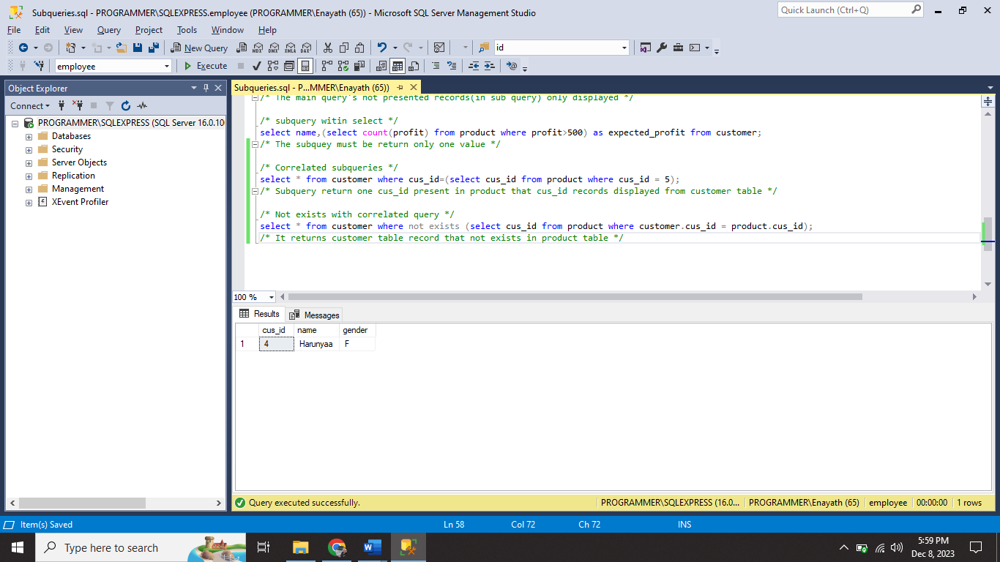 Subqueries.sql - PROGRAMMER\SQLEXPRESS.employee (PROGRAMMER\Enayath (65)) - Microsoft SQL Server Management Studio
Quick Launch (Ctrl+Q)
File Edit View Query Project Tools Window Help
New Query MDX DMX XMLA DAX id
employee Execute
Object Explorer
Subqueries.sql - P...MMER\Enayath (65))
Connect
PROGRAMMER\SQLEXPRESS (SQL Server 16.0.10
Databases
Security
Server Objects
Replication
Management
XEvent Profiler
/* The main query's not presented records(in sub query) only displayed */
/* subquery witin select */
select name,(select count(profit) from product where profit>500) as expected_profit from customer;
/* The subquey must be return only one value */
/* Correlated subqueries */
select * from customer where cus_id=(select cus_id from product where cus_id = 5);
/* Subquery return one cus_id present in product that cus_id records displayed from customer table */
/* Not exists with correlated query */
select * from customer where not exists (select cus_id from product where customer.cus_id = product.cus_id);
/* It returns customer table record that not exists in product table */
100 %
Results Messages
cus_id name gender
1 4 Harunyaa F
Query executed successfully. PROGRAMMER\SQLEXPRESS (16.0... PROGRAMMER\Enayath (65) employee 00:00:00 1 rows
Item(s) Saved Ln 58 Col 72 Ch 72 INS
Type here to search
5:59 PM
Dec 8, 2023